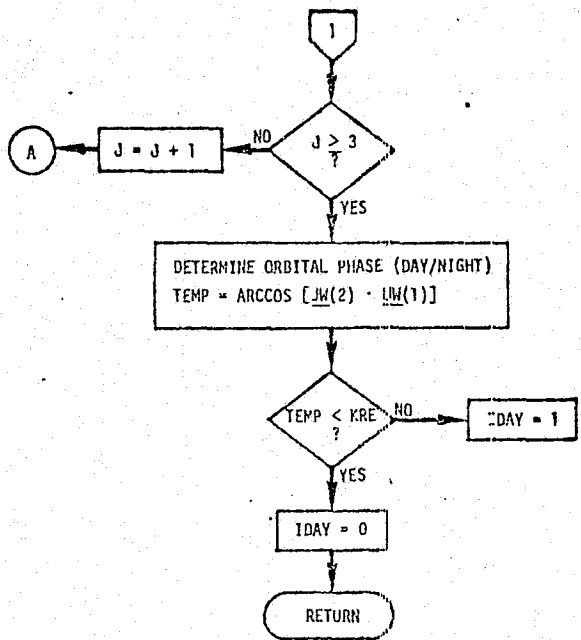 1
J ≥ 3
?
NO
J = J + 1
A
YES
DETERMINE ORBITAL PHASE (DAY/NIGHT)
TEMP = ARCCOS [UW(2) · UW(1)]
TEMP < KRE
?
NO
IDAY = 1
YES
IDAY = 0
RETURN